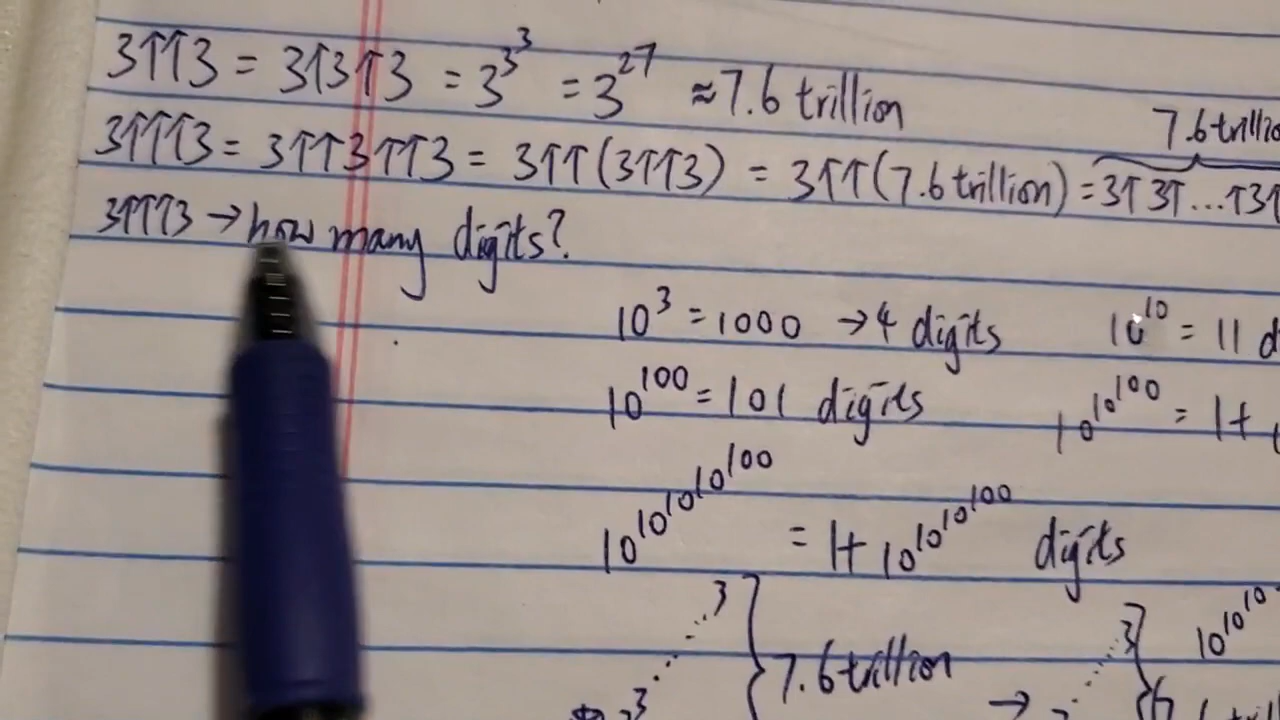 3↑↑3 = 3↑3↑3 = 3^3^3 = 3^27 ≈ 7.6 trillion
7.6 trillio
3↑↑↑3 = 3↑↑3↑↑3 = 3↑↑(3↑↑3) = 3↑↑(7.6 trillion) = 3↑3↑...↑3↑
3↑↑↑3 → how many digits?
10^3 = 1000 → 4 digits 10^10 = 11 d
10^100 = 101 digits 10^10^100 = 1+
10^10^10^10^100 = 1+ 10^10^10^100 digits
3 3 10^10^10
3 7.6 trillion →